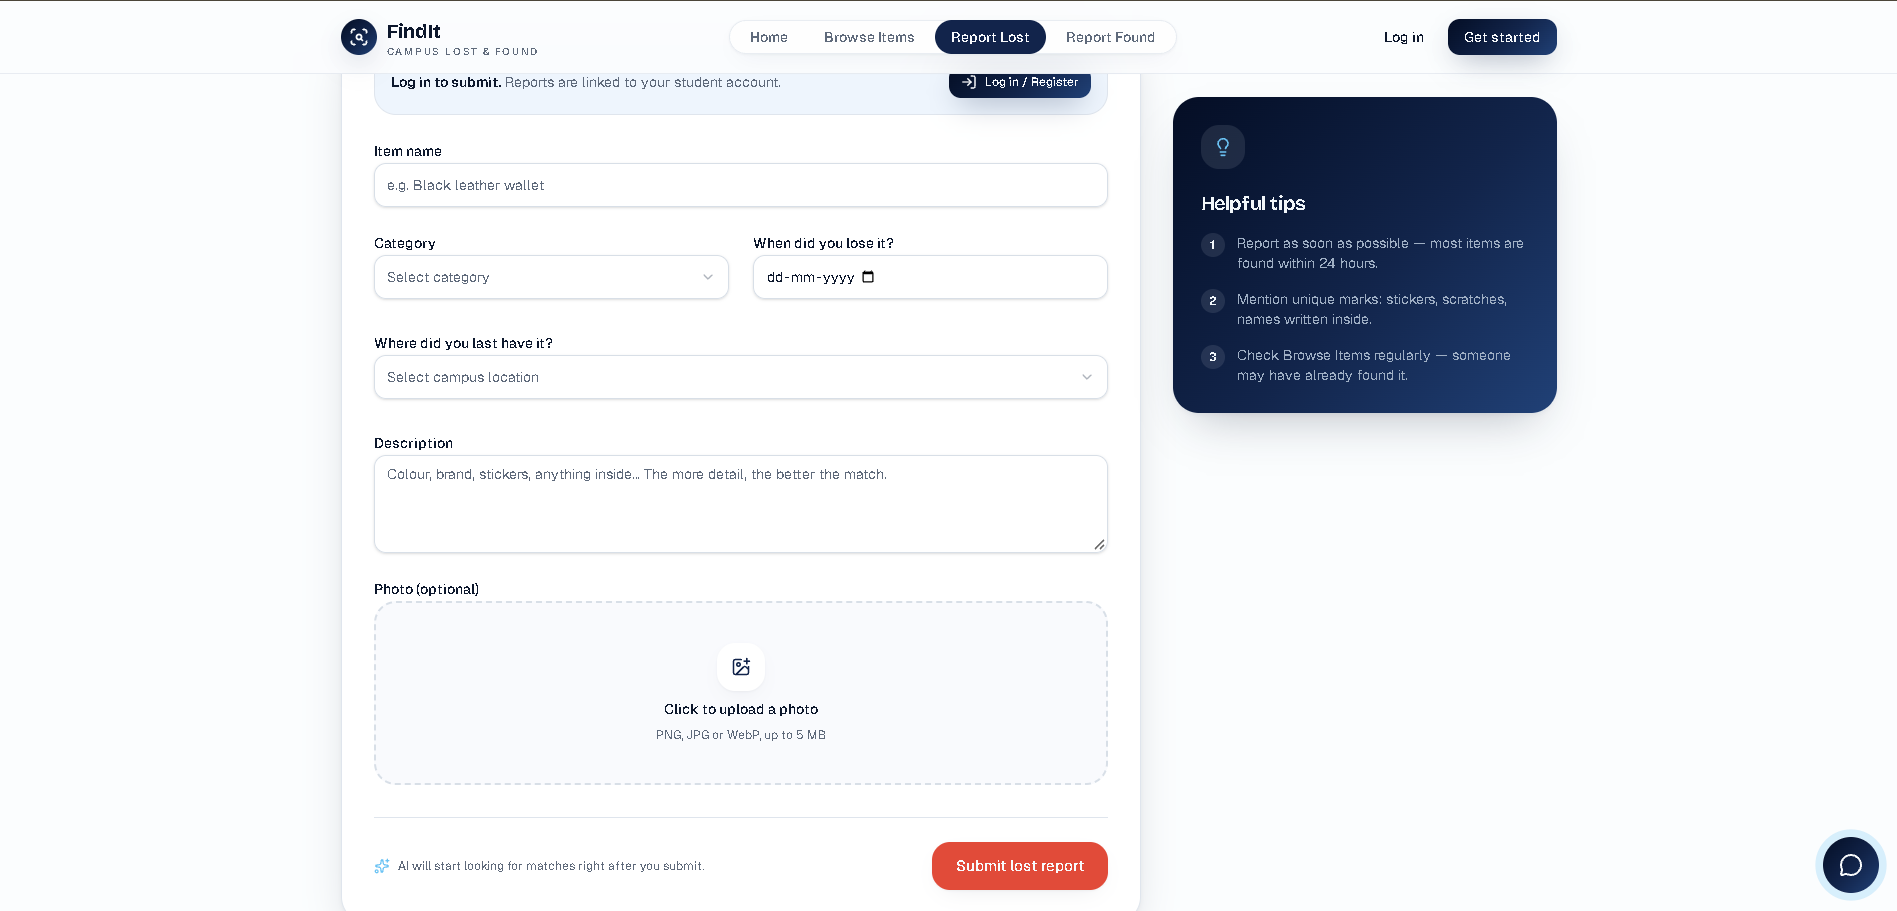 FindIt
CAMPUS LOST & FOUND
Home
Browse Items
Report Lost
Report Found
Log in
Get started
Log in to submit. Reports are linked to your student account.
Log in / Register
Item name
e.g. Black leather wallet
Category
Select category
When did you lose it?
dd-mm-yyyy
Where did you last have it?
Select campus location
Description
Colour, brand, stickers, anything inside... The more detail, the better the match.
Photo (optional)
Click to upload a photo
PNG, JPG or WebP, up to 5 MB
AI will start looking for matches right after you submit.
Submit lost report
Helpful tips
1 Report as soon as possible — most items are
found within 24 hours.
2 Mention unique marks: stickers, scratches,
names written inside.
3 Check Browse Items regularly — someone
may have already found it.